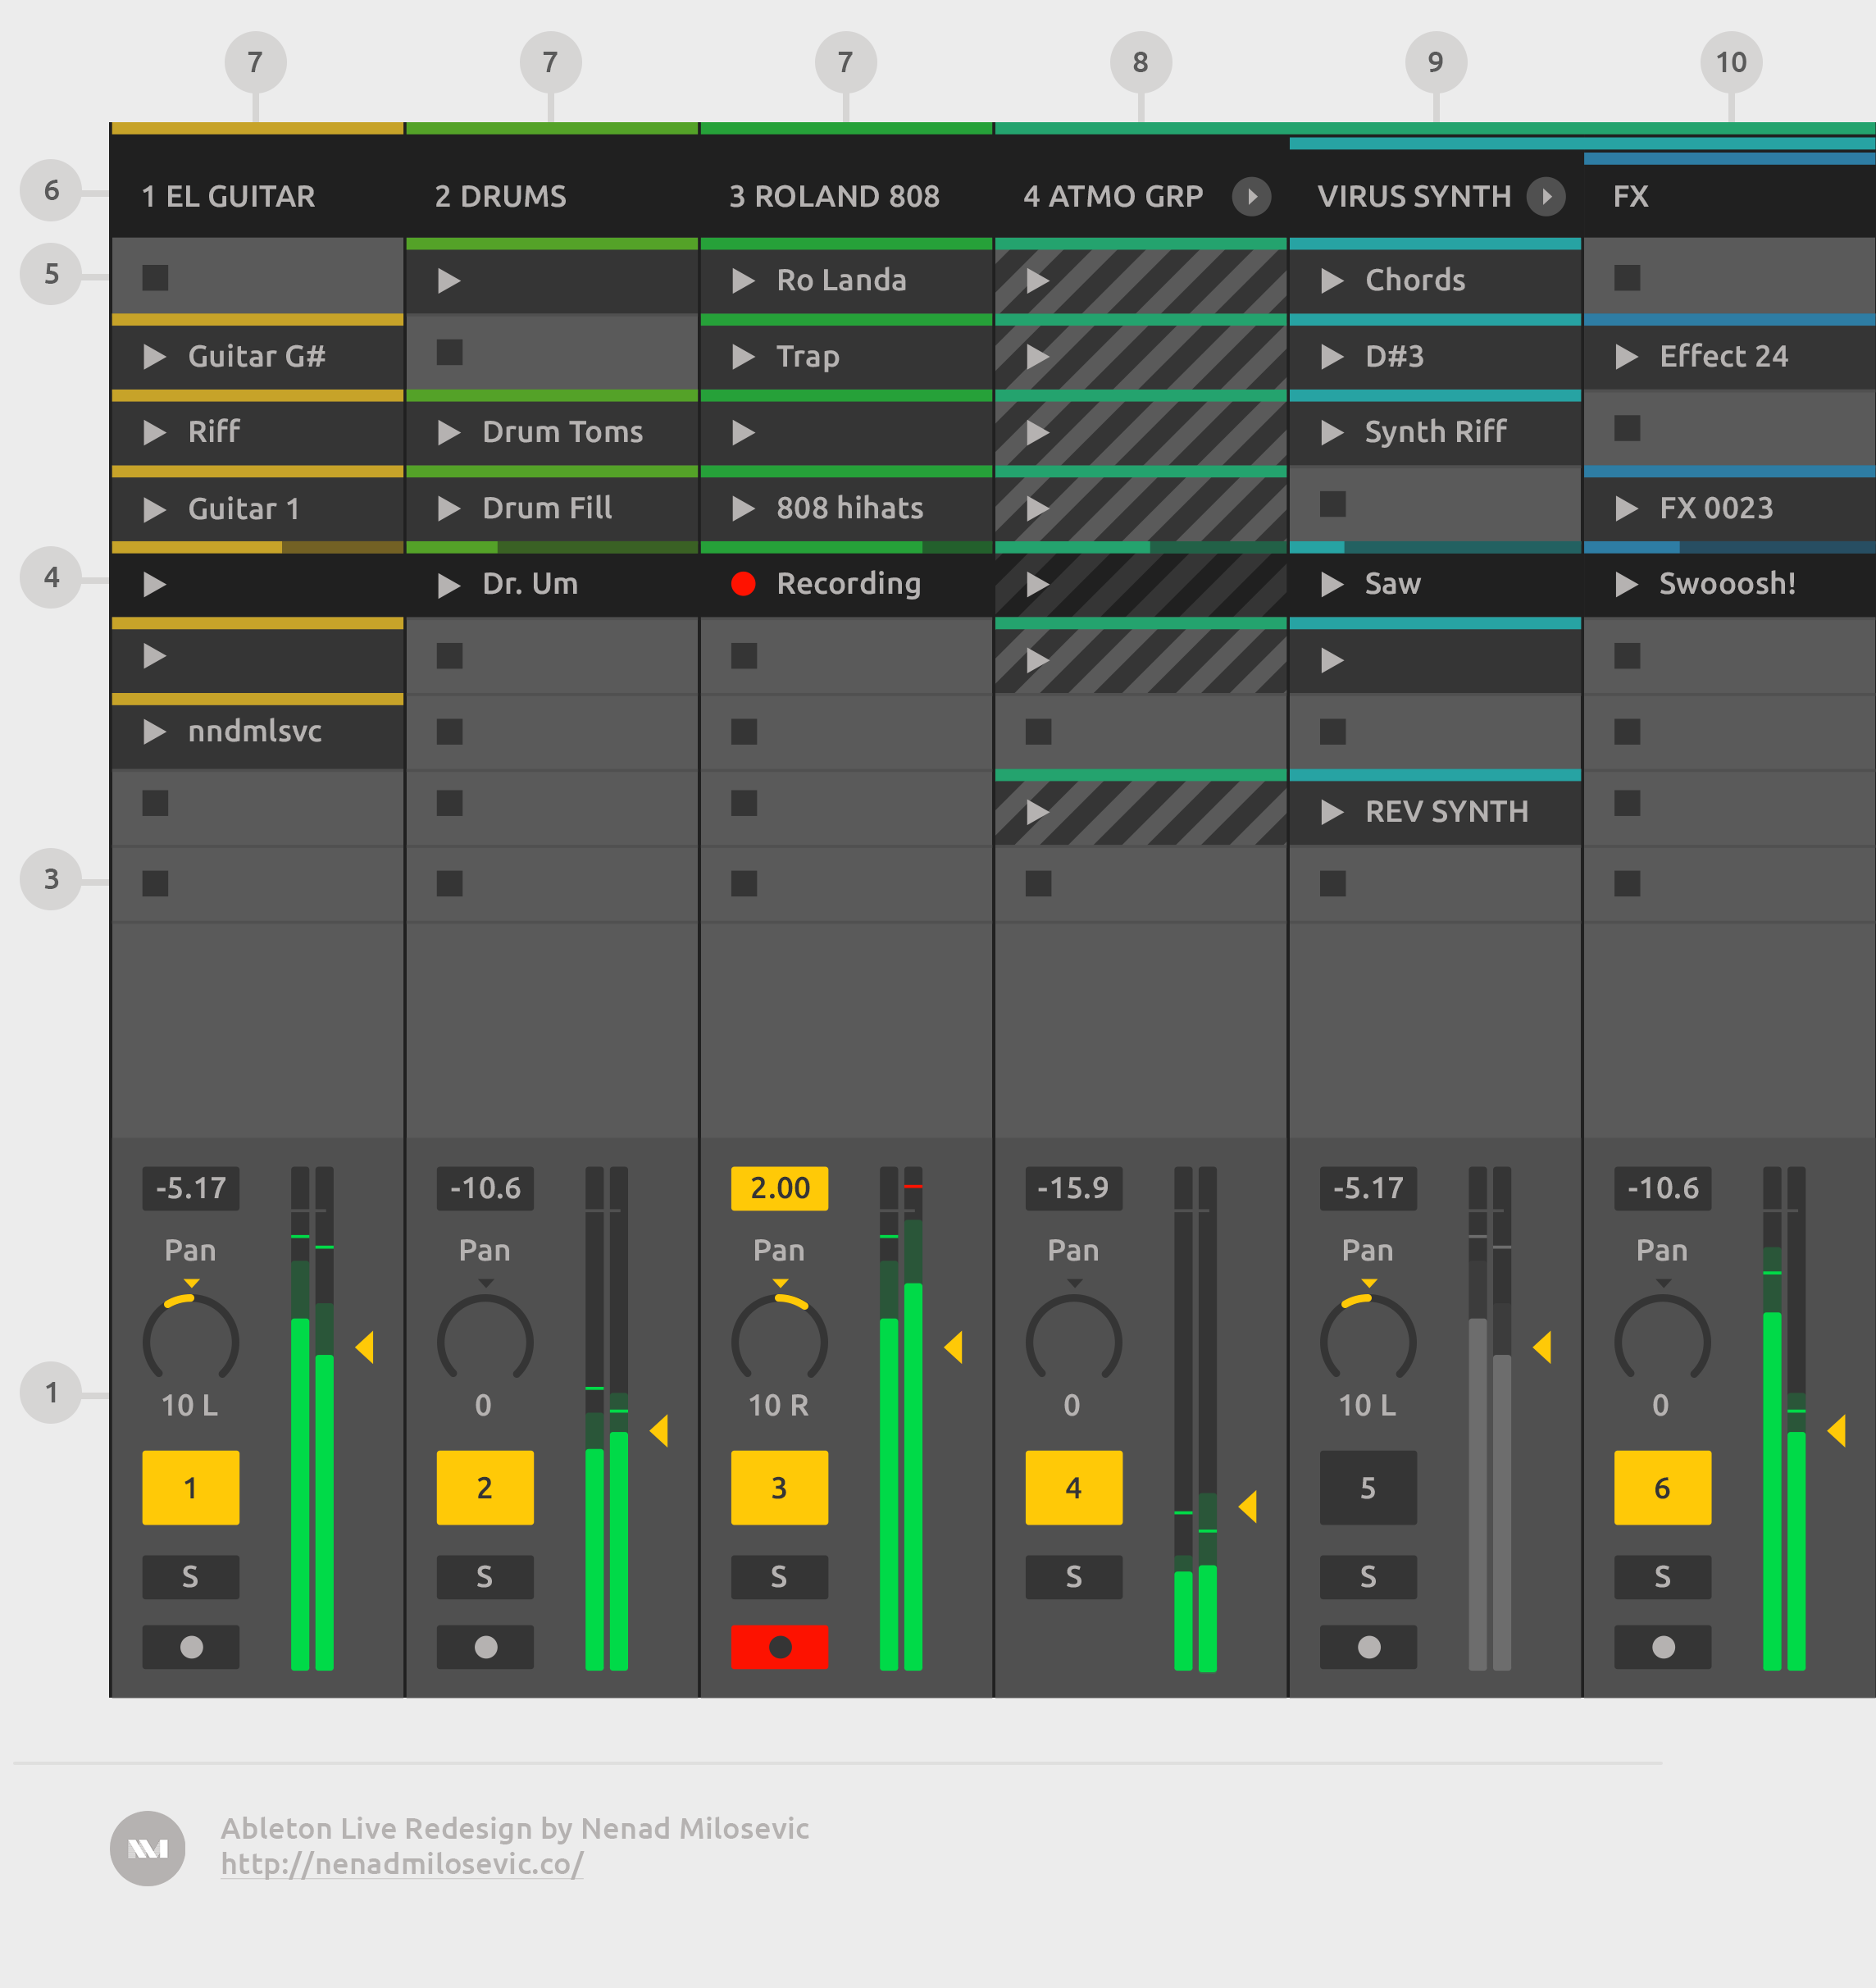 7 7 7 8 9 10
6
1 EL GUITAR 2 DRUMS 3 ROLAND 808 4 ATMO GRP VIRUS SYNTH FX
5
Ro Landa Chords
Guitar G# Trap D#3 Effect 24
Riff Drum Toms Synth Riff
Guitar 1 Drum Fill 808 hihats FX 0023
4
Dr. Um Recording Saw Swooosh!
nndmlsvc
REV SYNTH
3
-5.17 -10.6 2.00 -15.9 -5.17 -10.6
Pan Pan Pan Pan Pan Pan
1
10 L 0 10 R 0 10 L 0
1 2 3 4 5 6
S S S S S S
Ableton Live Redesign by Nenad Milosevic
http://nenadmilosevic.co/